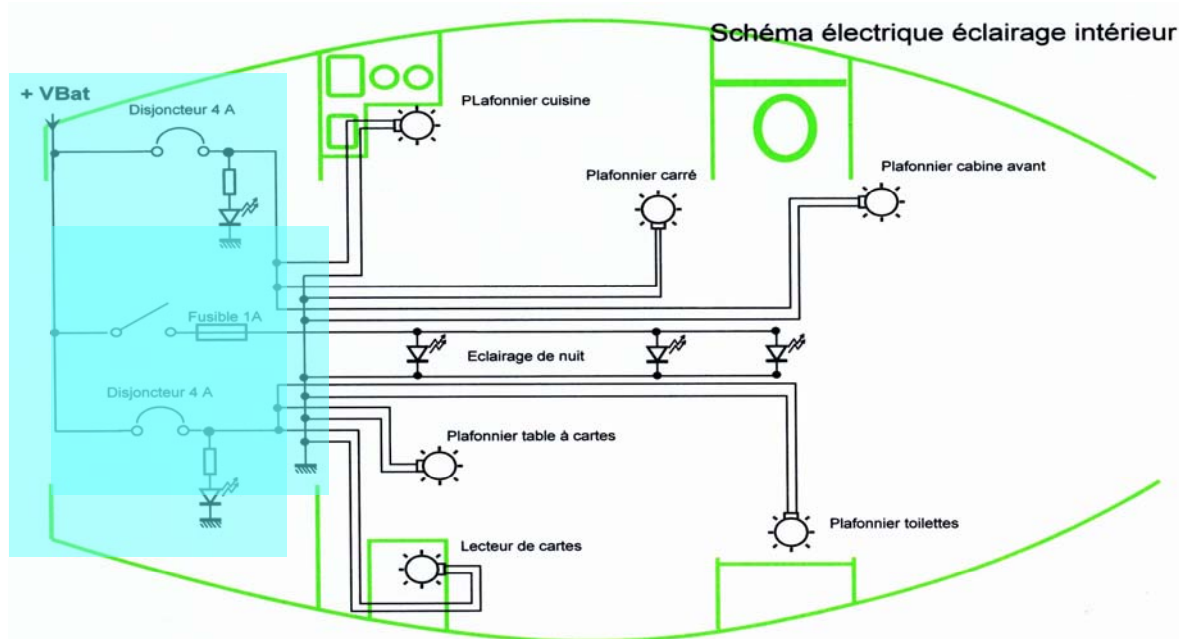 Schéma électrique éclairage intérieur
+ VBat
Disjoncteur 4 A
PLafonnier cuisine
Plafonnier carré
Plafonnier cabine avant
Fusible 1A
Eclairage de nuit
Disjoncteur 4 A
Plafonnier table à cartes
Plafonnier toilettes
Lecteur de cartes